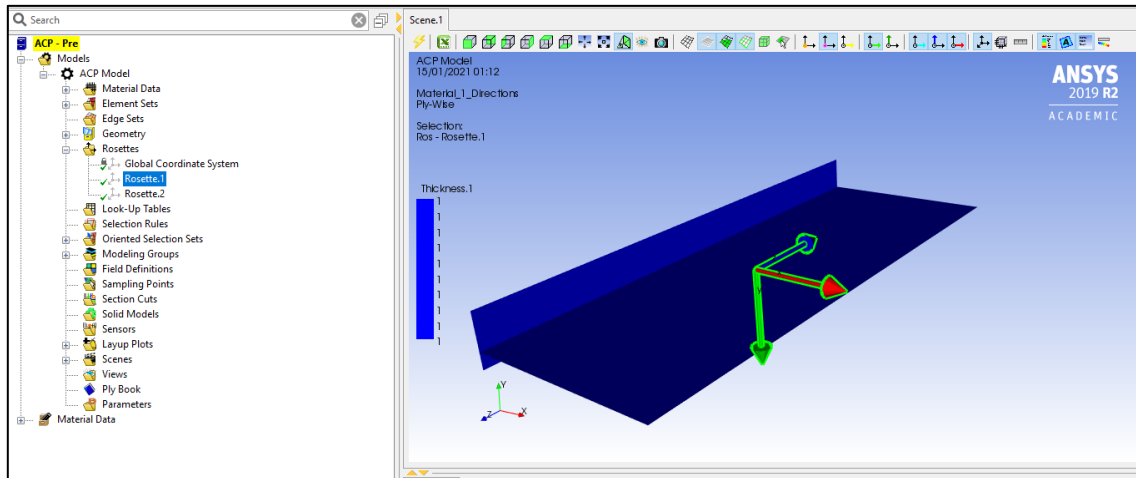 Search
ACP - Pre
Models
ACP Model
Material Data
Element Sets
Edge Sets
Geometry
Rosettes
Global Coordinate System
Rosette.1
Rosette.2
Look-Up Tables
Selection Rules
Oriented Selection Sets
Modeling Groups
Field Definitions
Sampling Points
Section Cuts
Solid Models
Sensors
Layup Plots
Scenes
Views
Ply Book
Parameters
Material Data
Scene.1
ACP Model
15/01/2021 01:12
Material_1_Directions
Ply-Wise
Selection:
Ros - Rosette.1
ANSYS
2019 R2
ACADEMIC
Thickness.1
1
1
1
1
1
1
1
1
1
1
Y
Z
X